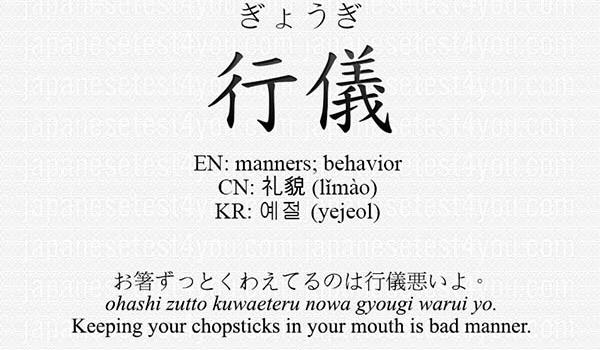 ぎょうぎ
行儀
EN: manners; behavior
CN: 礼貌 (lǐmào)
KR: 예절 (yejeol)
お箸ずっとくわえてるのは行儀悪いよ。
ohashi zutto kuwaeteru nowa gyougi warui yo.
Keeping your chopsticks in your mouth is bad manner.